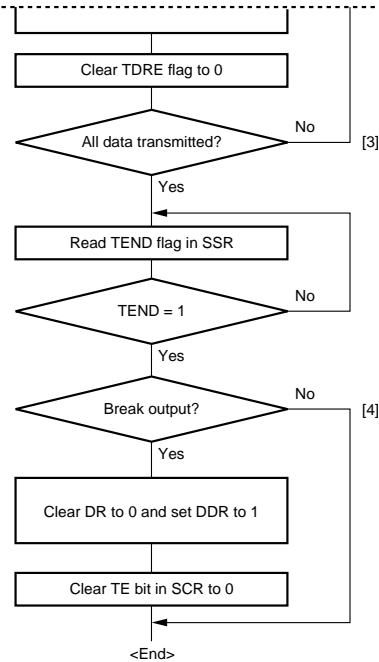 Clear TDRE flag to 0
All data transmitted?
No
[3]
Yes
Read TEND flag in SSR
TEND = 1
No
Yes
Break output?
No
[4]
Yes
Clear DR to 0 and set DDR to 1
Clear TE bit in SCR to 0
<End>